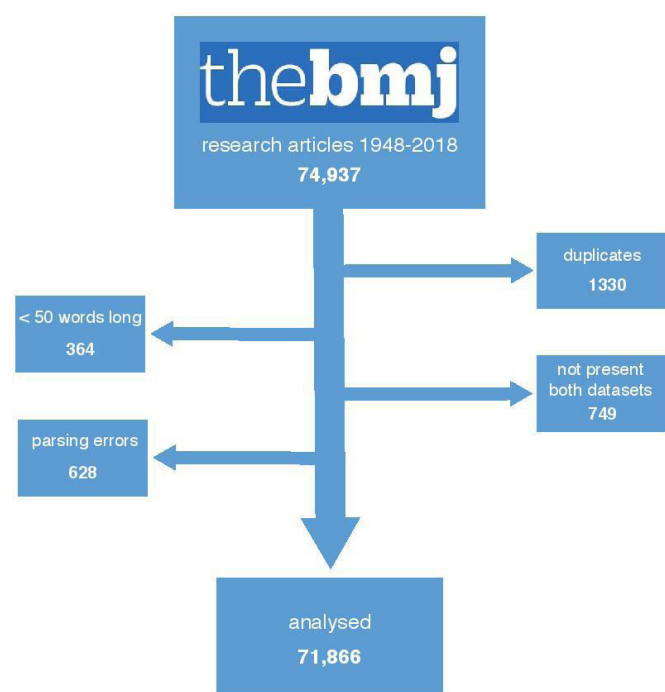 thebmj
research articles 1948-2018
74,937
duplicates
1330
< 50 words long
364
not present
both datasets
749
parsing errors
628
analysed
71,866